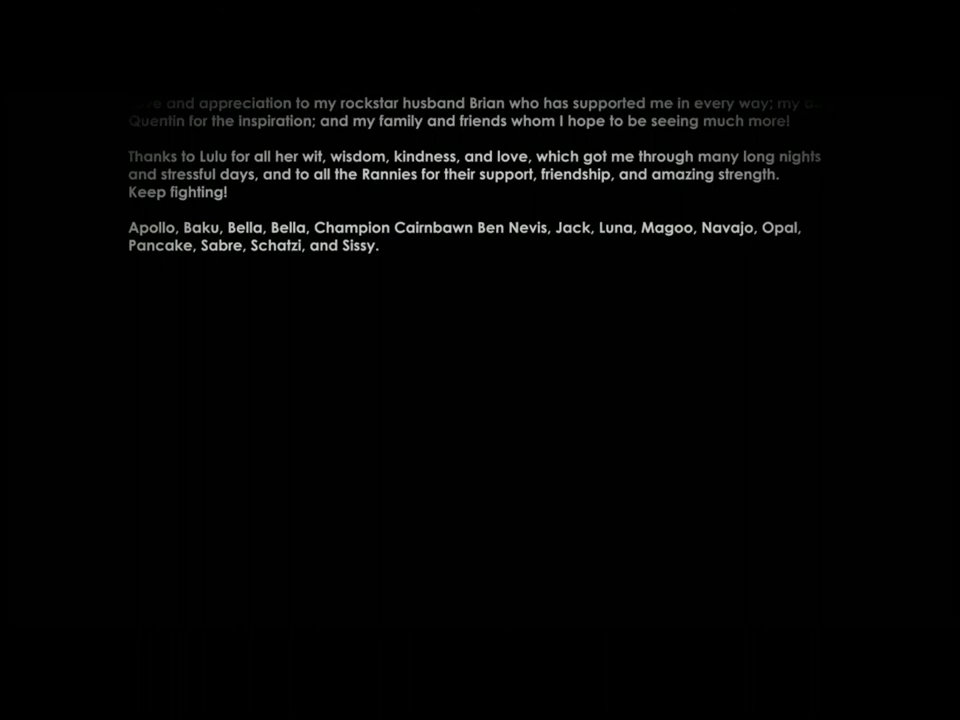 and appreciation to my rockstar husband Brian who has supported me in every way; my
Quentin for the inspiration; and my family and friends whom I hope to be seeing much more!
Thanks to Lulu for all her wit, wisdom, kindness, and love, which got me through many long nights
and stressful days, and to all the Rannies for their support, friendship, and amazing strength.
Keep fighting!
Apollo, Baku, Bella, Bella, Champion Cairnbawn Ben Nevis, Jack, Luna, Magoo, Navajo, Opal,
Pancake, Sabre, Schatzi, and Sissy.